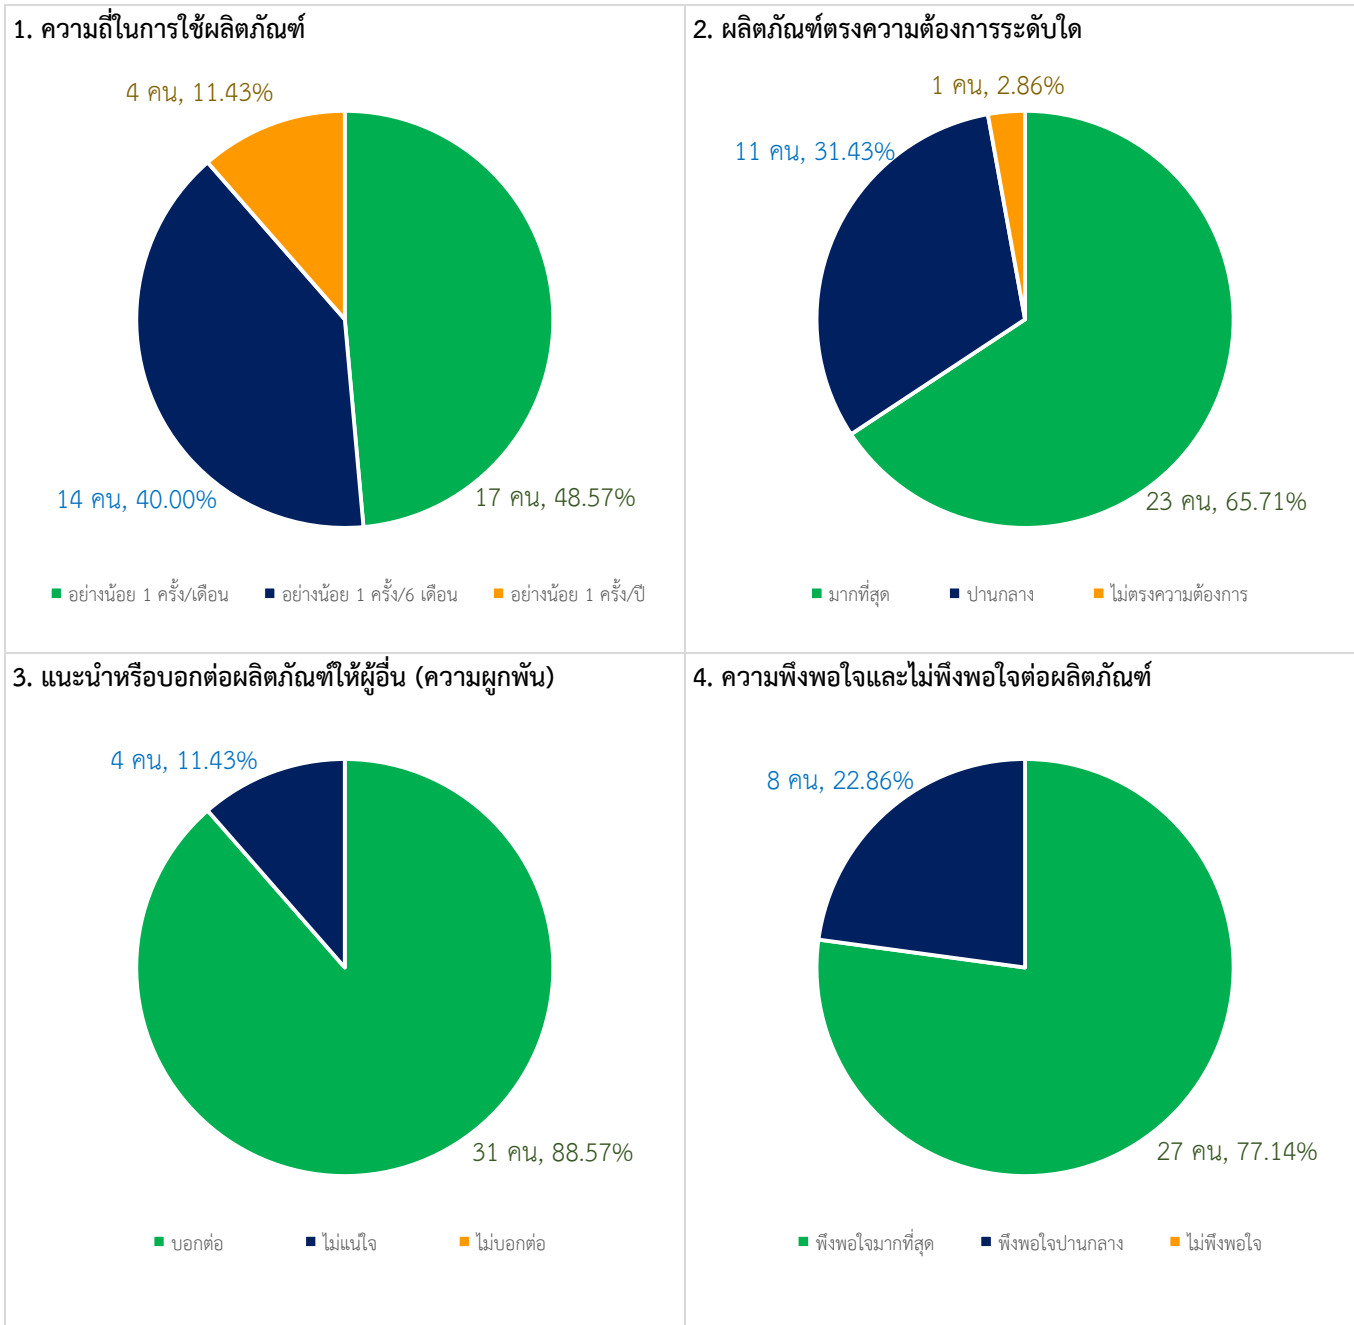 1. ความถี่ในการใช้ผลิตภัณฑ์
4 คน, 11.43%
14 คน, 40.00%
17 คน, 48.57%
อย่างน้อย 1 ครั้ง/เดือน อย่างน้อย 1 ครั้ง/6 เดือน อย่างน้อย 1 ครั้ง/ปี
2. ผลิตภัณฑ์ตรงความต้องการระดับใด
1 คน, 2.86%
11 คน, 31.43%
23 คน, 65.71%
มากที่สุด ปานกลาง ไม่ตรงความต้องการ
3. แนะนำหรือบอกต่อผลิตภัณฑ์ให้ผู้อื่น (ความผูกพัน)
4 คน, 11.43%
31 คน, 88.57%
บอกต่อ ไม่แน่ใจ ไม่บอกต่อ
4. ความพึงพอใจและไม่พึงพอใจต่อผลิตภัณฑ์
8 คน, 22.86%
27 คน, 77.14%
พึงพอใจมากที่สุด พึงพอใจปานกลาง ไม่พึงพอใจ